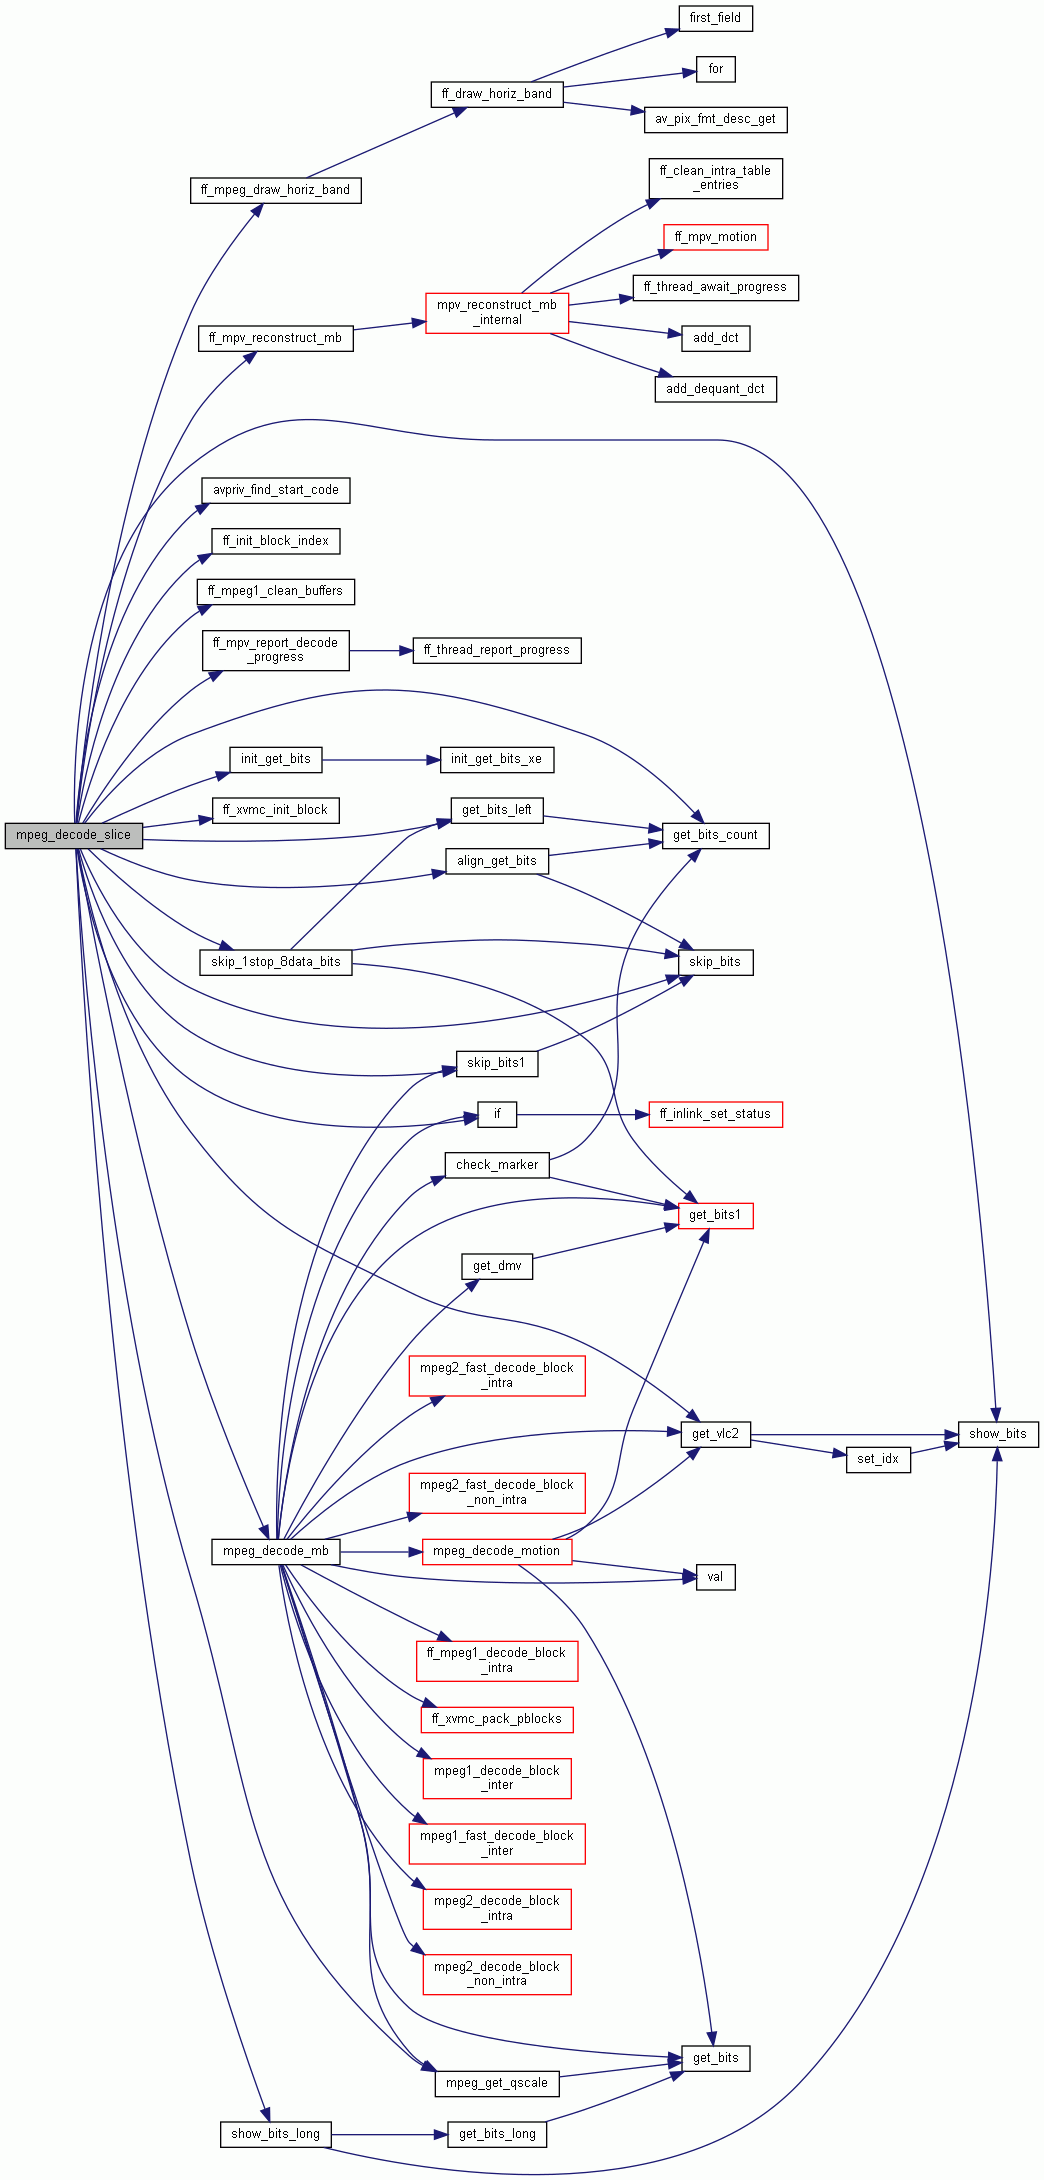 first_field
for
ff_draw_horiz_band
av_pix_fmt_desc_get
ff_clean_intra_table
_entries
ff_mpeg_draw_horiz_band
ff_mpv_motion
ff_thread_await_progress
mpv_reconstruct_mb
_internal
ff_mpv_reconstruct_mb
add_dct
add_dequant_dct
avpriv_find_start_code
ff_init_block_index
ff_mpeg1_clean_buffers
ff_mpv_report_decode
_progress
ff_thread_report_progress
init_get_bits
init_get_bits_xe
ff_xvmc_init_block
get_bits_left
mpeg_decode_slice
get_bits_count
align_get_bits
skip_1stop_8data_bits
skip_bits
skip_bits1
if
ff_inlink_set_status
check_marker
get_bits1
get_dmv
mpeg2_fast_decode_block
_intra
get_vlc2
show_bits
set_idx
mpeg2_fast_decode_block
_non_intra
mpeg_decode_mb
mpeg_decode_motion
val
ff_mpeg1_decode_block
_intra
ff_xvmc_pack_pblocks
mpeg1_decode_block
_inter
mpeg1_fast_decode_block
_inter
mpeg2_decode_block
_intra
mpeg2_decode_block
_non_intra
get_bits
mpeg_get_qscale
show_bits_long
get_bits_long